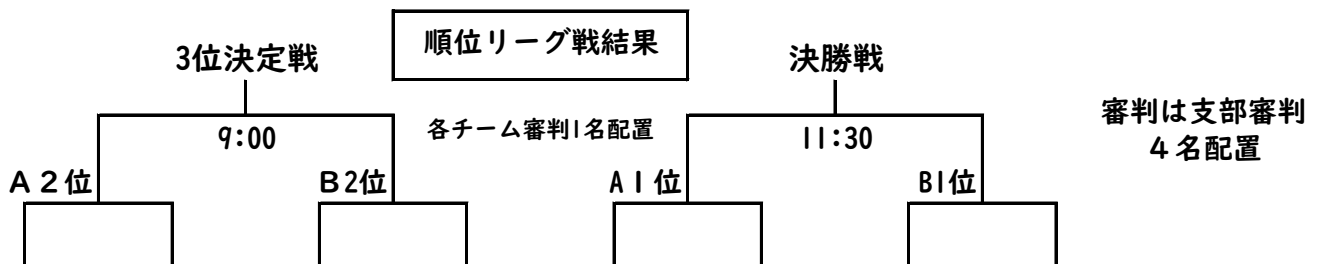 順位リーグ戦結果
3位決定戦
決勝戦
9:00
各チーム審判1名配置
11:30
審判は支部審判
４名配置
Ａ２位
Ｂ2位
A１位
B1位